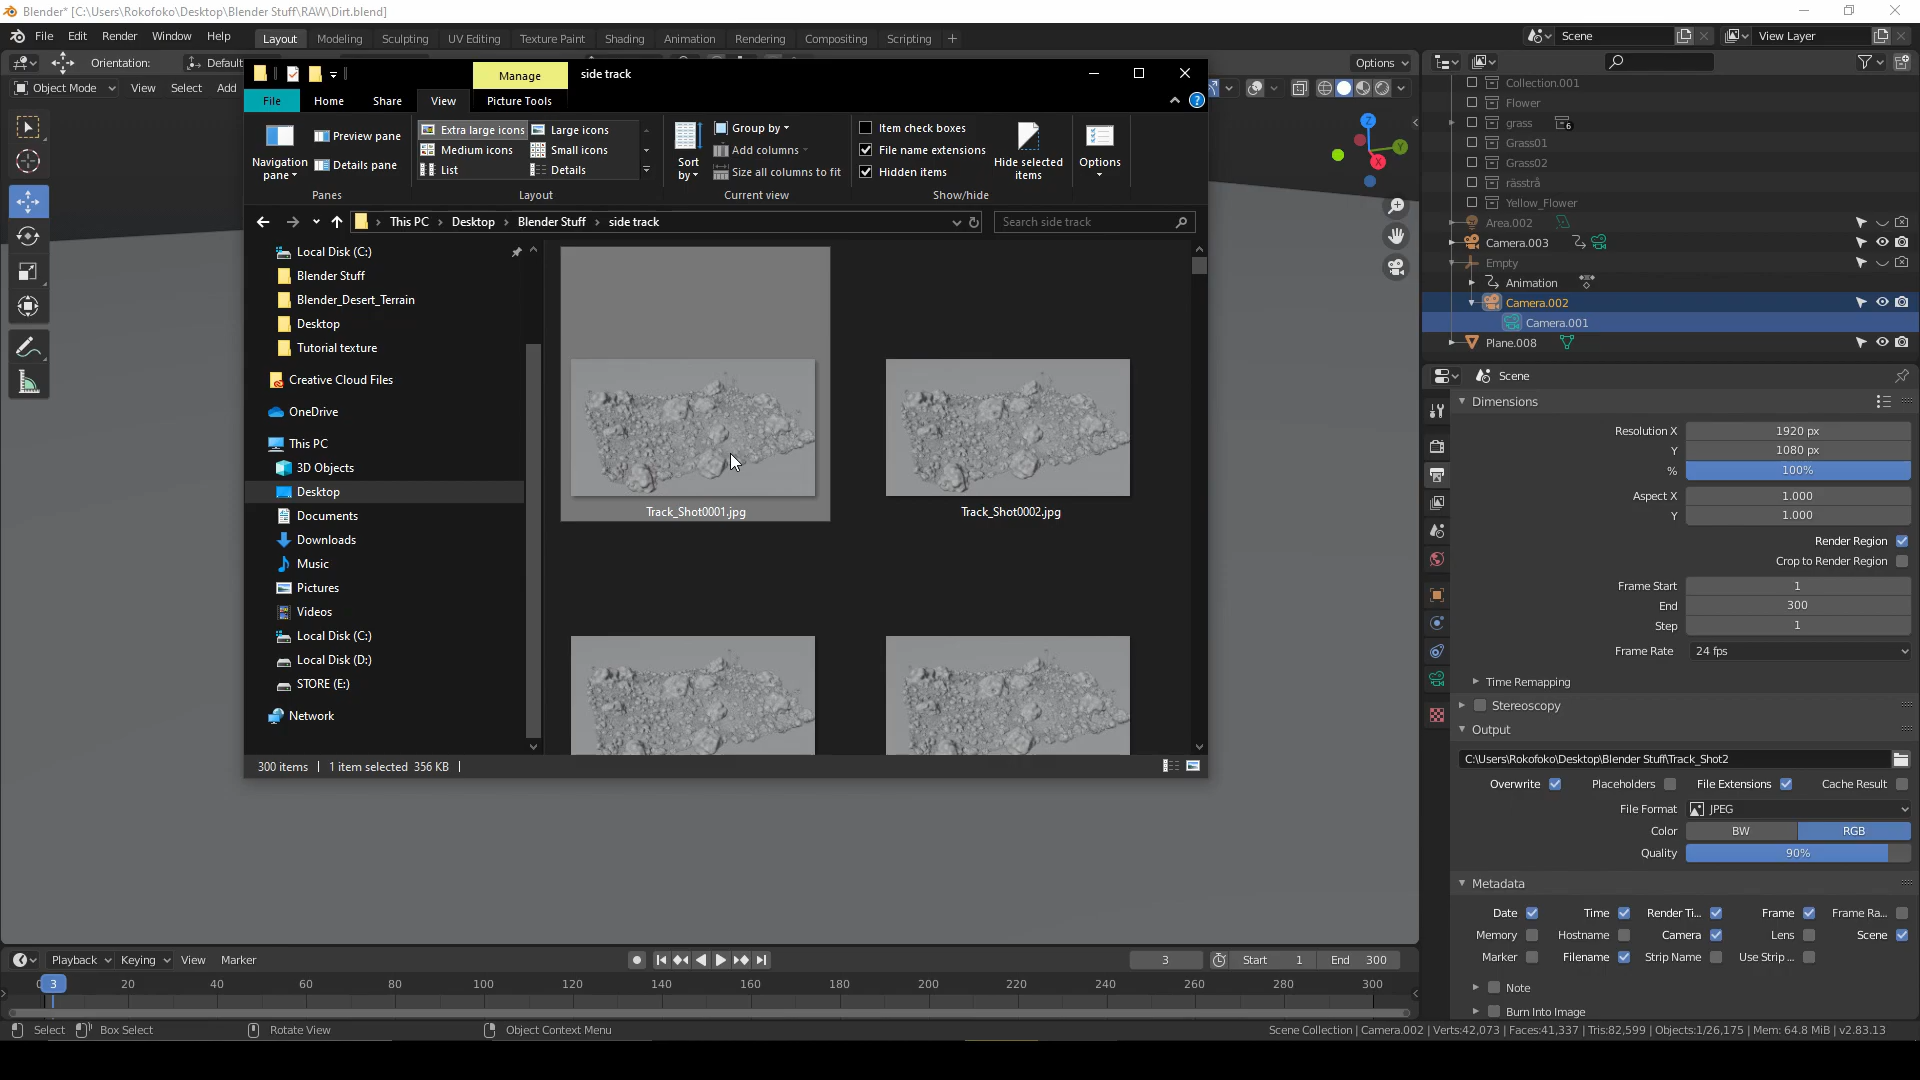 Blender* [C:\Users\Rokofoko\Desktop\Blender Stuff\RAW\Dirt.blend]
File Edit Render Window Help Layout Modeling Sculpting UV Editing Texture Paint Shading Animation Rendering Compositing Scripting + Scene View Layer
Orientation: Default Options
Object Mode View Select Add
Manage side track
File Home Share View Picture Tools
Navigation pane
Preview pane
Details pane
Panes
Extra large icons Large icons
Medium icons Small icons
List Details
Layout
Sort by
Group by
Add columns
Size all columns to fit
Current view
Item check boxes
File name extensions
Hidden items
Hide selected items
Show/hide
Options
This PC > Desktop > Blender Stuff > side track
Search side track
Local Disk (C:)
Blender Stuff
Blender_Desert_Terrain
Desktop
Tutorial texture
Creative Cloud Files
OneDrive
This PC
3D Objects
Desktop
Documents
Downloads
Music
Pictures
Videos
Local Disk (C:)
Local Disk (D:)
STORE (E:)
Network
Track_Shot0001.jpg Track_Shot0002.jpg
300 items 1 item selected 356 KB
Z
Y
X
Collection.001
Flower
grass 6
Grass01
Grass02
rässtrå
Yellow_Flower
Area.002
Camera.003
Empty
Animation
Camera.002
Camera.001
Plane.008
Scene
Dimensions
Resolution X 1920 px
Y 1080 px
% 100%
Aspect X 1.000
Y 1.000
Render Region
Crop to Render Region
Frame Start 1
End 300
Step 1
Frame Rate 24 fps
Time Remapping
Stereoscopy
Output
C:\Users\Rokofoko\Desktop\Blender Stuff\Track_Shot2
Overwrite Placeholders File Extensions Cache Result
File Format JPEG
Color BW RGB
Quality 90%
Metadata
Date Time Render Ti... Frame Frame Ra...
Memory Hostname Camera Lens Scene
Marker Filename Strip Name Use Strip ...
Note
Burn Into Image
Playback Keying View Marker 3 Start 1 End 300
3 20 40 60 80 100 120 140 160 180 200 220 240 260 280 300
Select Box Select Rotate View Object Context Menu Scene Collection | Camera.002 | Verts:42,073 | Faces:41,337 | Tris:82,599 | Objects:1/26,175 | Mem: 64.8 MiB | v2.83.13